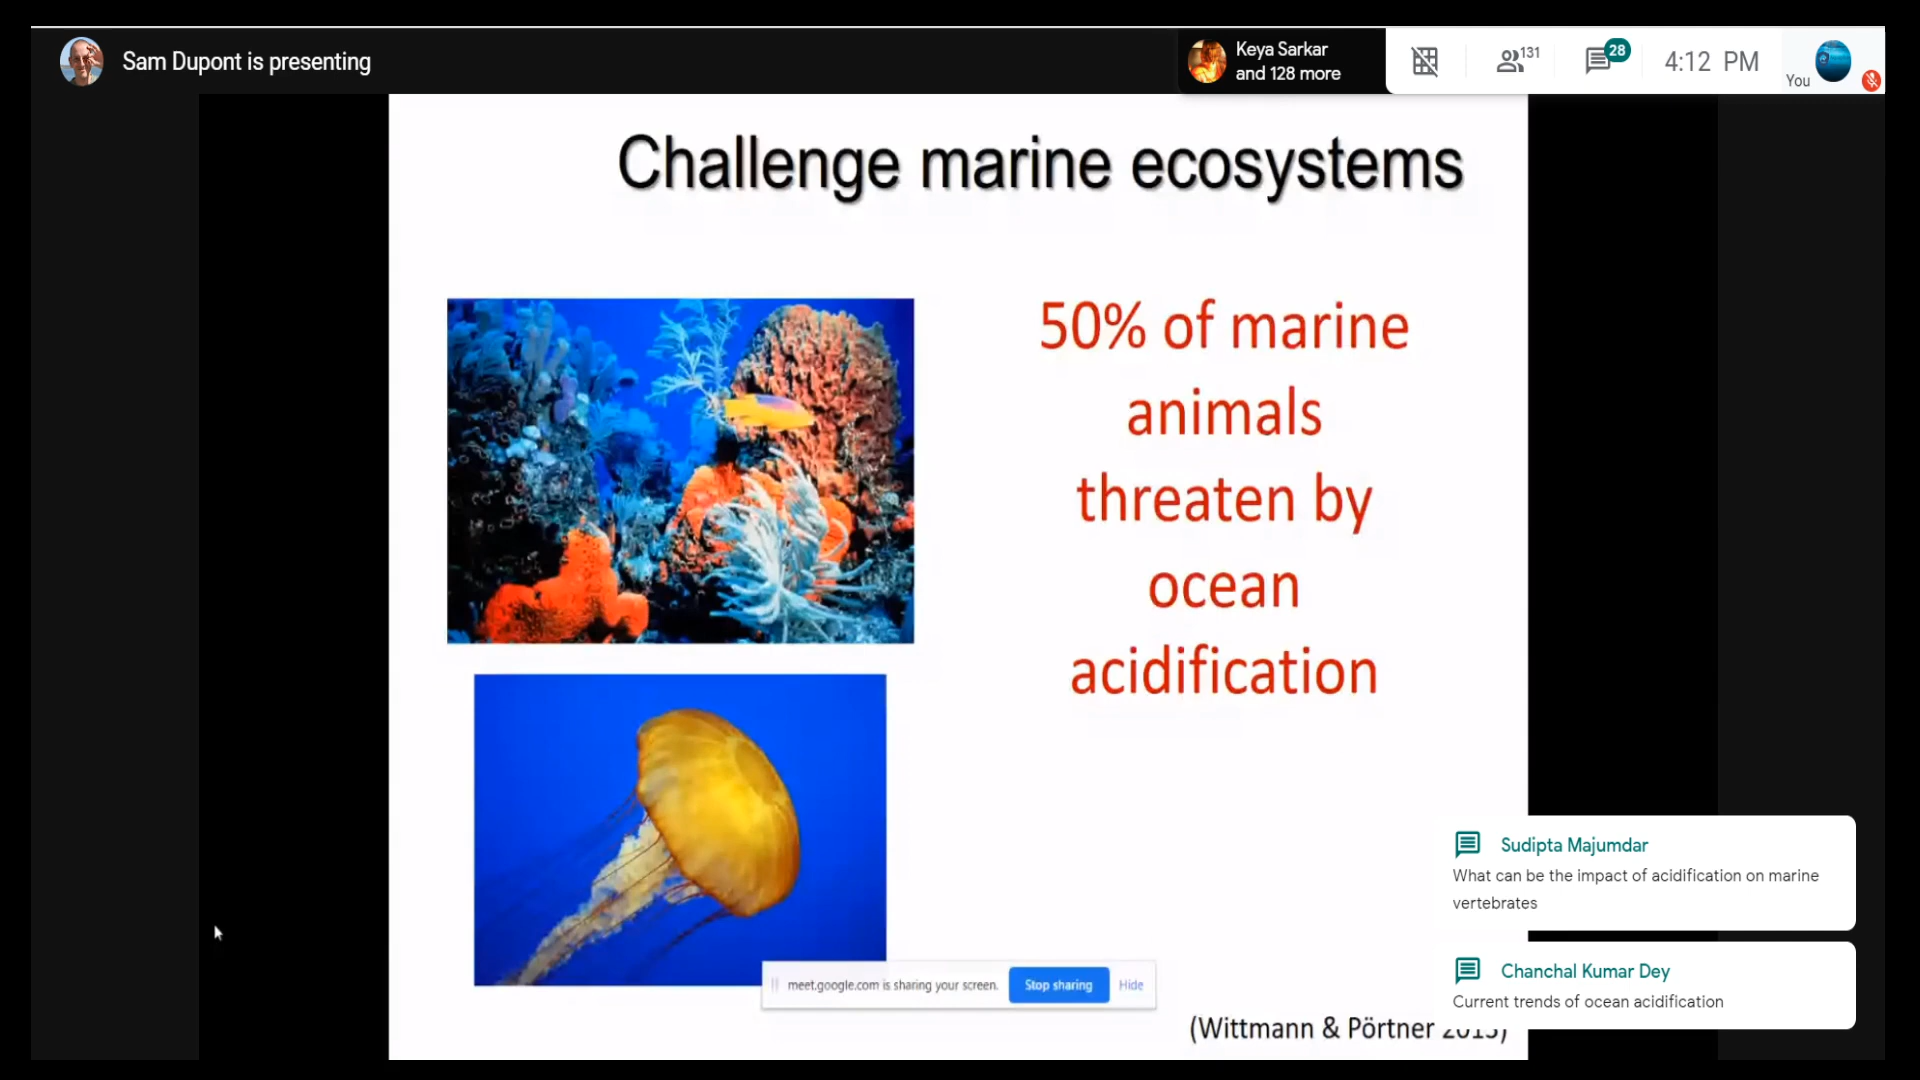 Sam Dupont is presenting
Keya Sarkar
and 128 more
131
28
4:12 PM
You
Challenge marine ecosystems
50% of marine
animals
threaten by
ocean
acidification
Sudipta Majumdar
What can be the impact of acidification on marine
vertebrates
Chanchal Kumar Dey
Current trends of ocean acidification
meet.google.com is sharing your screen.
Stop sharing
Hide
(Wittmann & Pörtner